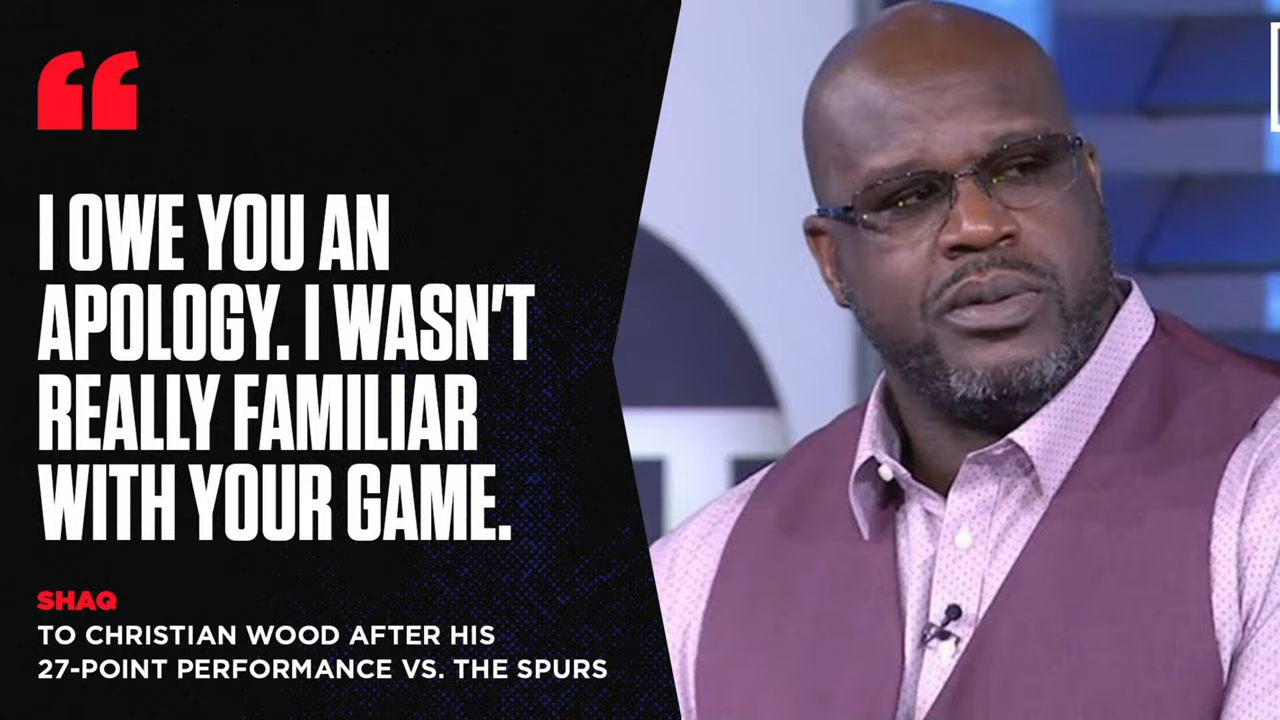 I OWE YOU AN
APOLOGY. I WASN'T
REALLY FAMILIAR
WITH YOUR GAME.
SHAQ
TO CHRISTIAN WOOD AFTER HIS
27-POINT PERFORMANCE VS. THE SPURS